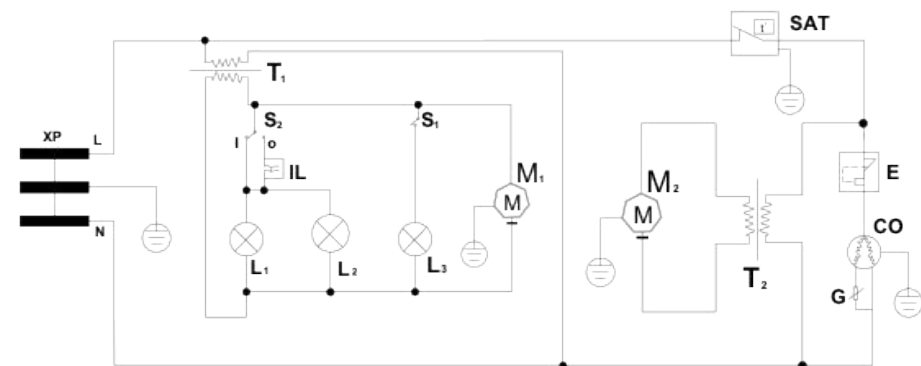 SAT
t°
T₁
XP
L
S₂
S₁
I
o
IL
M₁
M
M₂
M
E
N
CO
L₁
L₂
L₃
T₂
G